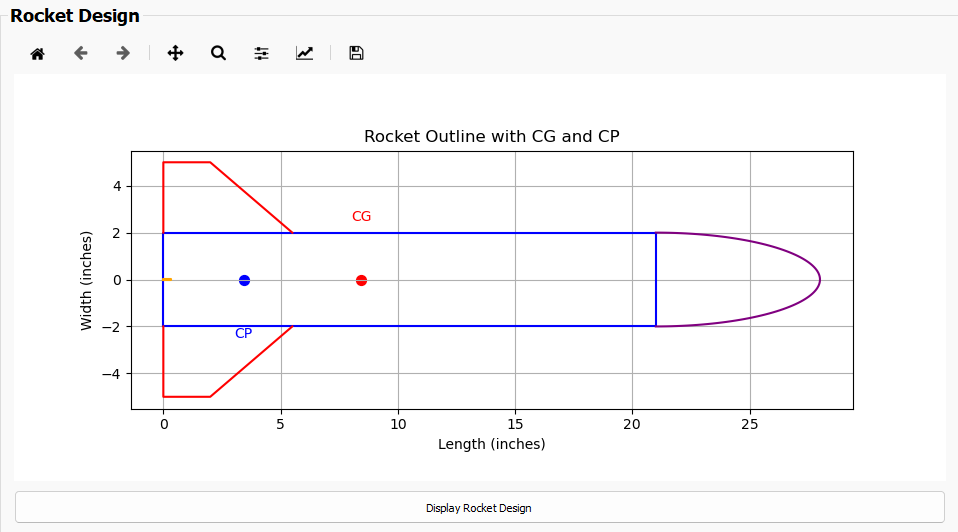 Rocket Design
Rocket Outline with CG and CP
4
2
0
−2
−4
Width (inches)
CG
CP
0 5 10 15 20 25
Length (inches)
Display Rocket Design